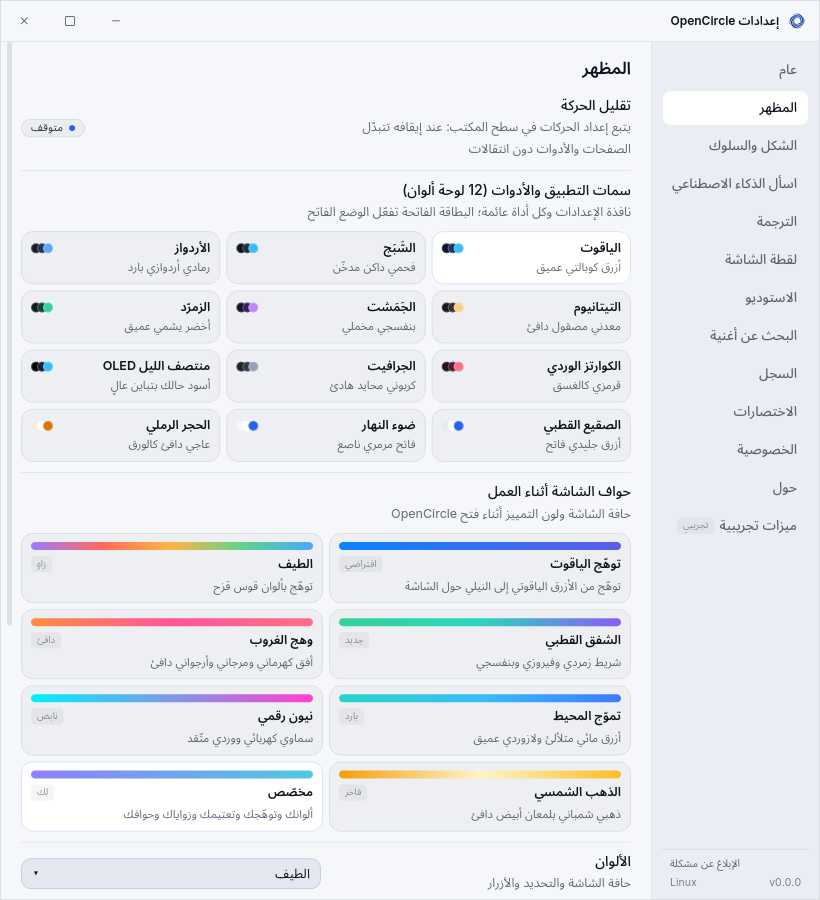 إعدادات OpenCircle
عام
المظهر
الشكل والسلوك
اسأل الذكاء الاصطناعي
الترجمة
لقطة الشاشة
الاستوديو
البحث عن أغنية
السجل
الاختصارات
الخصوصية
حول
ميزات تجريبية تجريبي
الإبلاغ عن مشكلة
v0.0.0 Linux
المظهر
تقليل الحركة
يتبع إعداد الحركات في سطح المكتب: عند إيقافه تتبدّل
الصفحات والأدوات دون انتقالات
متوقف
سمات التطبيق والأدوات (12 لوحة ألوان)
نافذة الإعدادات وكل أداة عائمة؛ البطاقة الفاتحة تفعّل الوضع الفاتح
الياقوت
أزرق كوبالتي عميق
السَّبَج
فحمي داكن مدخّن
الأردواز
رمادي أردوازي بارد
التيتانيوم
معدني مصقول دافئ
الجَمَشت
بنفسجي مخملي
الزمرّد
أخضر يشمي عميق
الكوارتز الوردي
قرمزي كالغسق
الجرافيت
كربوني محايد هادئ
منتصف الليل OLED
أسود حالك بتباين عالٍ
الصقيع القطبي
أزرق جليدي فاتح
ضوء النهار
فاتح مرمري ناصع
الحجر الرملي
عاجي دافئ كالورق
حواف الشاشة أثناء العمل
حافة الشاشة ولون التمييز أثناء فتح OpenCircle
توهّج الياقوت افتراضي
توهّج من الأزرق الياقوتي إلى النيلي حول الشاشة
الطيف زاهٍ
توهّج بألوان قوس قزح
الشفق القطبي جديد
شريط زمردي وفيروزي وبنفسجي
وهج الغروب دافئ
أفق كهرماني ومرجاني وأرجواني دافئ
تموّج المحيط بارد
أزرق مائي متلألئ ولازوردي عميق
نيون رقمي نابض
سماوي كهربائي ووردي متّقد
الذهب الشمسي فاخر
ذهبي شمباني بلمعان أبيض دافئ
مخصّص لك
ألوانك وتوهّجك وتعتيمك وزواياك وحوافك
الألوان
حافة الشاشة والتحديد والأزرار
الطيف